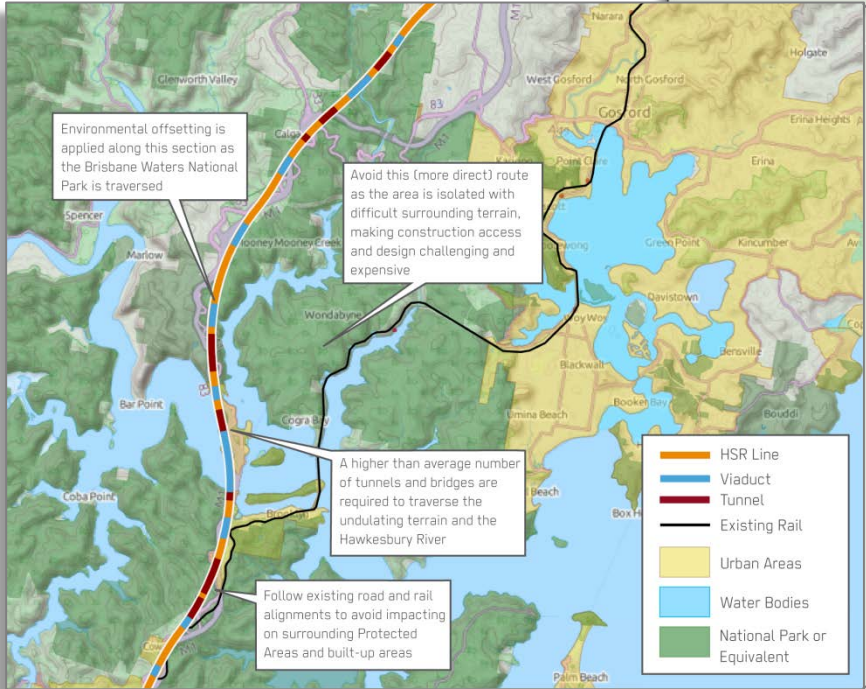 Narara
Holgate
M1
Glenworth Valley
West Gosford
North Gosford
83
Gosford
Erina Heights
Environmental offsetting is
applied along this section as
the Brisbane Waters National
Park is traversed
Calga
M1
Avoid this (more direct) route
as the area is isolated with
difficult surrounding terrain,
making construction access
and design challenging and
expensive
Point Clare
Erina
Spencer
Mooney Mooney Creek
Green Point
Kincumber
Marlow
Davistown
Wondabyne
Woy Woy
Bensville
Blackwall
83
Bar Point
Cogra Bay
Booker Bay
Umina Beach
Bouddi
A higher than average number
of tunnels and bridges are
required to traverse the
undulating terrain and the
Hawkesbury River
Coba Point
Brooklyn
Beach
Box H
HSR Line
Viaduct
Tunnel
Existing Rail
Urban Areas
Water Bodies
National Park or
Equivalent
Follow existing road and rail
alignments to avoid impacting
on surrounding Protected
Areas and built-up areas
Cow
M1
Palm Beach